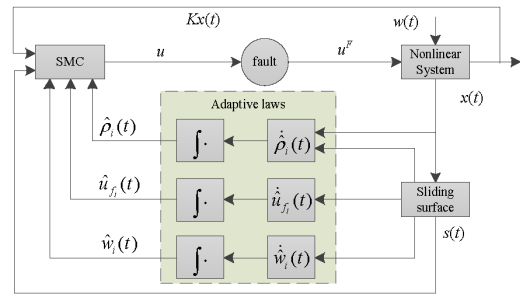 Kx(t)
w(t)
SMC
u
fault
u^F
Nonlinear
System
x(t)
Adaptive laws
ρ̂_i(t)
∫·
ρ̂̇_i(t)
û_{f_i}(t)
∫·
û̇_{f_i}(t)
Sliding
surface
s(t)
ŵ_i(t)
∫·
ŵ̇_i(t)